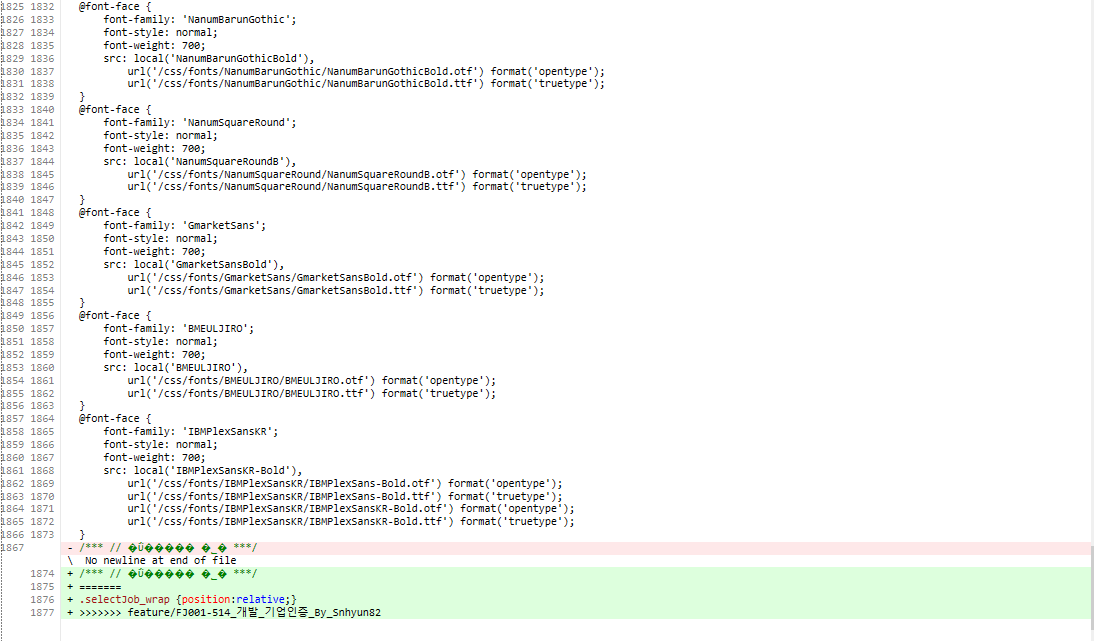 1825 1832 @font-face {
1826 1833 font-family: 'NanumBarunGothic';
1827 1834 font-style: normal;
1828 1835 font-weight: 700;
1829 1836 src: local('NanumBarunGothicBold'),
1830 1837 url('/css/fonts/NanumBarunGothic/NanumBarunGothicBold.otf') format('opentype');
1831 1838 url('/css/fonts/NanumBarunGothic/NanumBarunGothicBold.ttf') format('truetype');
1832 1839 }
1833 1840 @font-face {
1834 1841 font-family: 'NanumSquareRound';
1835 1842 font-style: normal;
1836 1843 font-weight: 700;
1837 1844 src: local('NanumSquareRoundB'),
1838 1845 url('/css/fonts/NanumSquareRound/NanumSquareRoundB.otf') format('opentype');
1839 1846 url('/css/fonts/NanumSquareRound/NanumSquareRoundB.ttf') format('truetype');
1840 1847 }
1841 1848 @font-face {
1842 1849 font-family: 'GmarketSans';
1843 1850 font-style: normal;
1844 1851 font-weight: 700;
1845 1852 src: local('GmarketSansBold'),
1846 1853 url('/css/fonts/GmarketSans/GmarketSansBold.otf') format('opentype');
1847 1854 url('/css/fonts/GmarketSans/GmarketSansBold.ttf') format('truetype');
1848 1855 }
1849 1856 @font-face {
1850 1857 font-family: 'BMEULJIRO';
1851 1858 font-style: normal;
1852 1859 font-weight: 700;
1853 1860 src: local('BMEULJIRO'),
1854 1861 url('/css/fonts/BMEULJIRO/BMEULJIRO.otf') format('opentype');
1855 1862 url('/css/fonts/BMEULJIRO/BMEULJIRO.ttf') format('truetype');
1856 1863 }
1857 1864 @font-face {
1858 1865 font-family: 'IBMPlexSansKR';
1859 1866 font-style: normal;
1860 1867 font-weight: 700;
1861 1868 src: local('IBMPlexSansKR-Bold'),
1862 1869 url('/css/fonts/IBMPlexSansKR/IBMPlexSans-Bold.otf') format('opentype');
1863 1870 url('/css/fonts/IBMPlexSansKR/IBMPlexSans-Bold.ttf') format('truetype');
1864 1871 url('/css/fonts/IBMPlexSansKR/IBMPlexSansKR-Bold.otf') format('opentype');
1865 1872 url('/css/fonts/IBMPlexSansKR/IBMPlexSansKR-Bold.ttf') format('truetype');
1866 1873 }
1867 - /*** // ***/
\ No newline at end of file
1874 + /*** // ***/
1875 + =======
1876 + .selectJob_wrap {position:relative;}
1877 + >>>>>>> feature/FJ001-514_개발_기업인증_By_Snhyun82